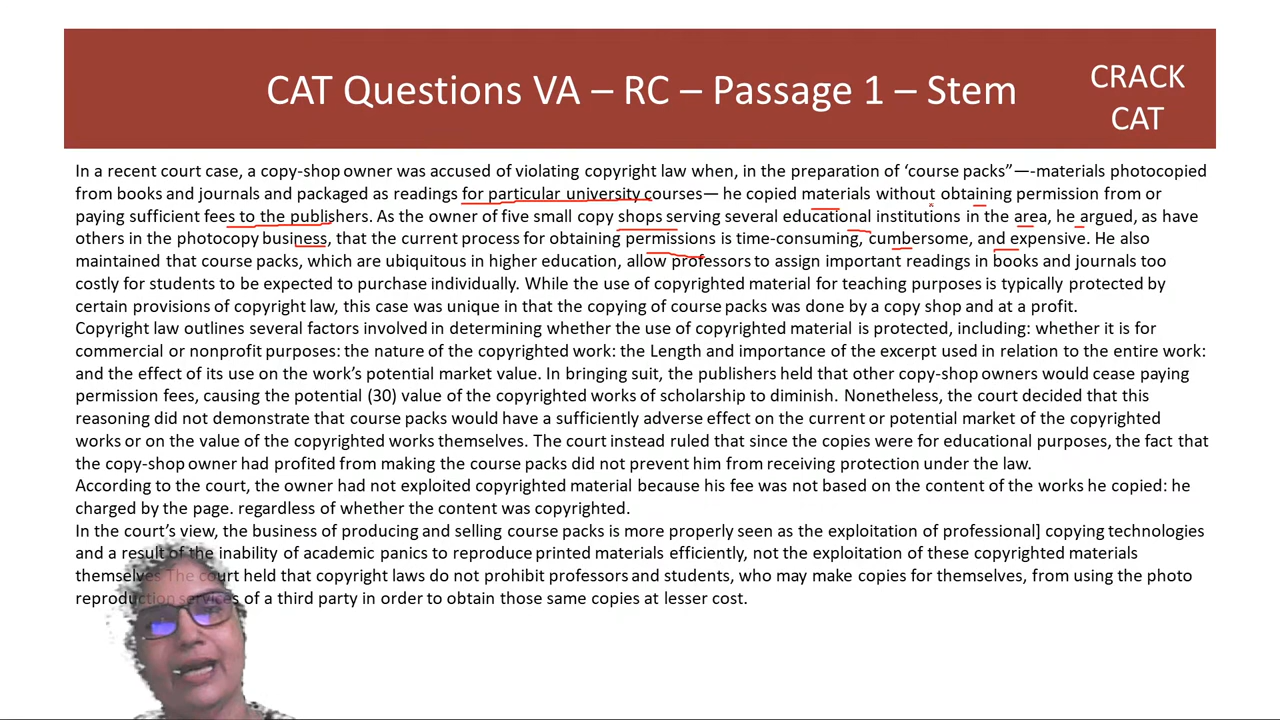 CAT Questions VA – RC – Passage 1 – Stem
CRACK
CAT
In a recent court case, a copy-shop owner was accused of violating copyright law when, in the preparation of ‘course packs”—-materials photocopied
from books and journals and packaged as readings for particular university courses— he copied materials without obtaining permission from or
paying sufficient fees to the publishers. As the owner of five small copy shops serving several educational institutions in the area, he argued, as have
others in the photocopy business, that the current process for obtaining permissions is time-consuming, cumbersome, and expensive. He also
maintained that course packs, which are ubiquitous in higher education, allow professors to assign important readings in books and journals too
costly for students to be expected to purchase individually. While the use of copyrighted material for teaching purposes is typically protected by
certain provisions of copyright law, this case was unique in that the copying of course packs was done by a copy shop and at a profit.
Copyright law outlines several factors involved in determining whether the use of copyrighted material is protected, including: whether it is for
commercial or nonprofit purposes: the nature of the copyrighted work: the Length and importance of the excerpt used in relation to the entire work:
and the effect of its use on the work’s potential market value. In bringing suit, the publishers held that other copy-shop owners would cease paying
permission fees, causing the potential (30) value of the copyrighted works of scholarship to diminish. Nonetheless, the court decided that this
reasoning did not demonstrate that course packs would have a sufficiently adverse effect on the current or potential market of the copyrighted
works or on the value of the copyrighted works themselves. The court instead ruled that since the copies were for educational purposes, the fact that
the copy-shop owner had profited from making the course packs did not prevent him from receiving protection under the law.
According to the court, the owner had not exploited copyrighted material because his fee was not based on the content of the works he copied: he
charged by the page. regardless of whether the content was copyrighted.
In the court’s view, the business of producing and selling course packs is more properly seen as the exploitation of professional] copying technologies
and a result of the inability of academic panics to reproduce printed materials efficiently, not the exploitation of these copyrighted materials
themselves The court held that copyright laws do not prohibit professors and students, who may make copies for themselves, from using the photo
reproduction services of a third party in order to obtain those same copies at lesser cost.